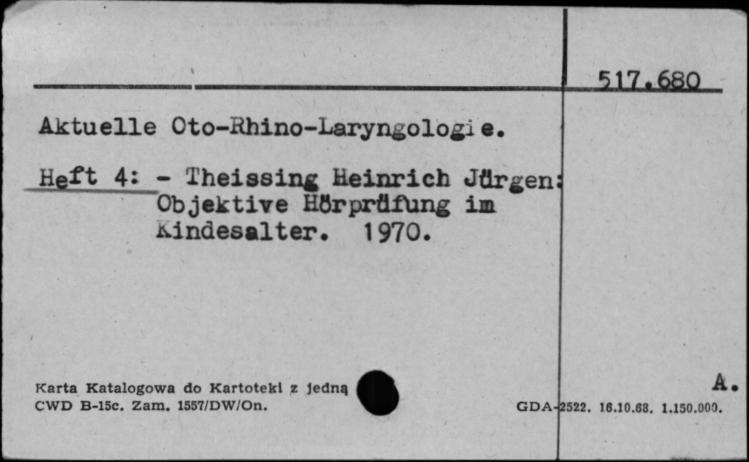 517.680
Aktuelle Oto-Rhino-Laryngologie.
Heft 4: - Theissing Heinrich Jürgen:
Objektive Hörprüfung im
Kindesalter. 1970.
A.
Karta Katalogowa do Kartoteki z jedną
CWD B-15c. Zam. 1557/DW/On.
GDA-2522. 16.10.68. 1.150.000.